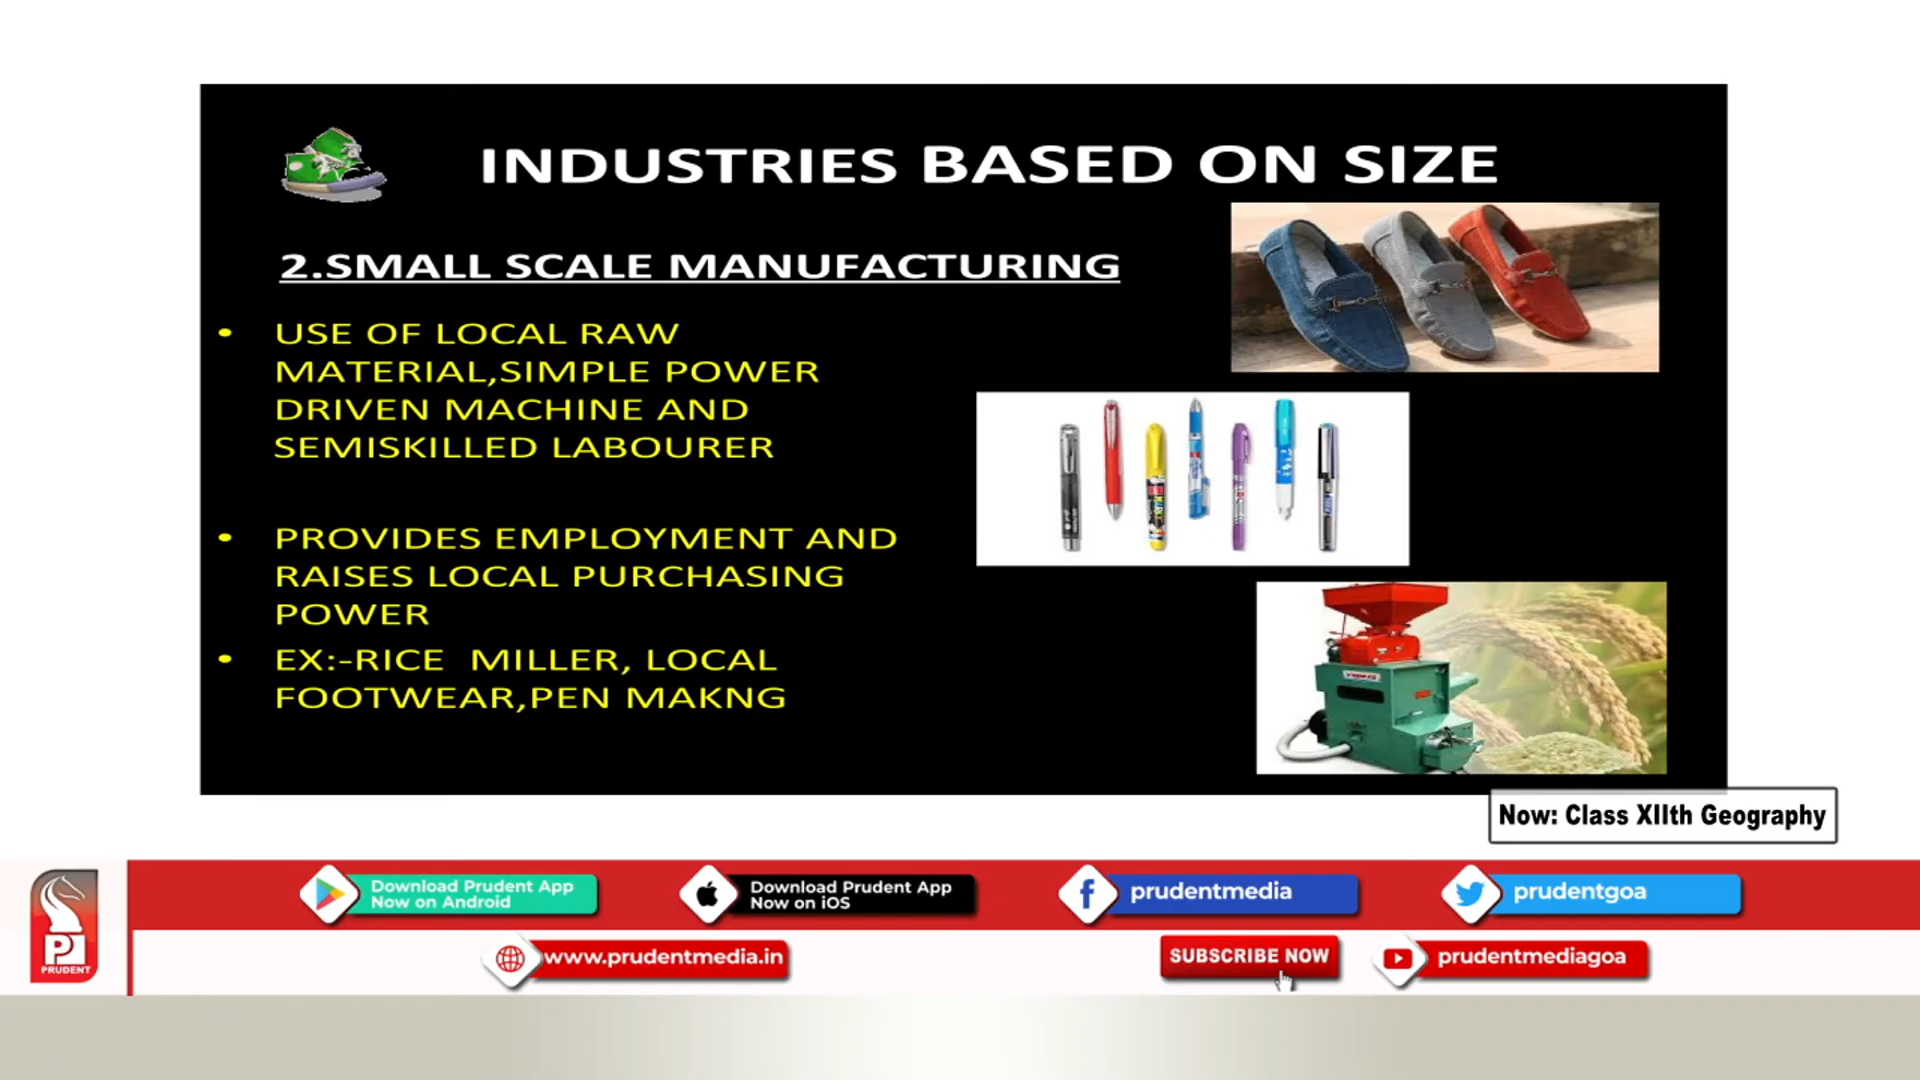 INDUSTRIES BASED ON SIZE
2.SMALL SCALE MANUFACTURING
• USE OF LOCAL RAW
MATERIAL,SIMPLE POWER
DRIVEN MACHINE AND
SEMISKILLED LABOURER
• PROVIDES EMPLOYMENT AND
RAISES LOCAL PURCHASING
POWER
• EX:-RICE MILLER, LOCAL
FOOTWEAR,PEN MAKNG
Now: Class XIIth Geography
Download Prudent App
Now on Android
Download Prudent App
Now on iOS
prudentmedia
prudentgoa
PRUDENT
www.prudentmedia.in
SUBSCRIBE NOW
prudentmediagoa